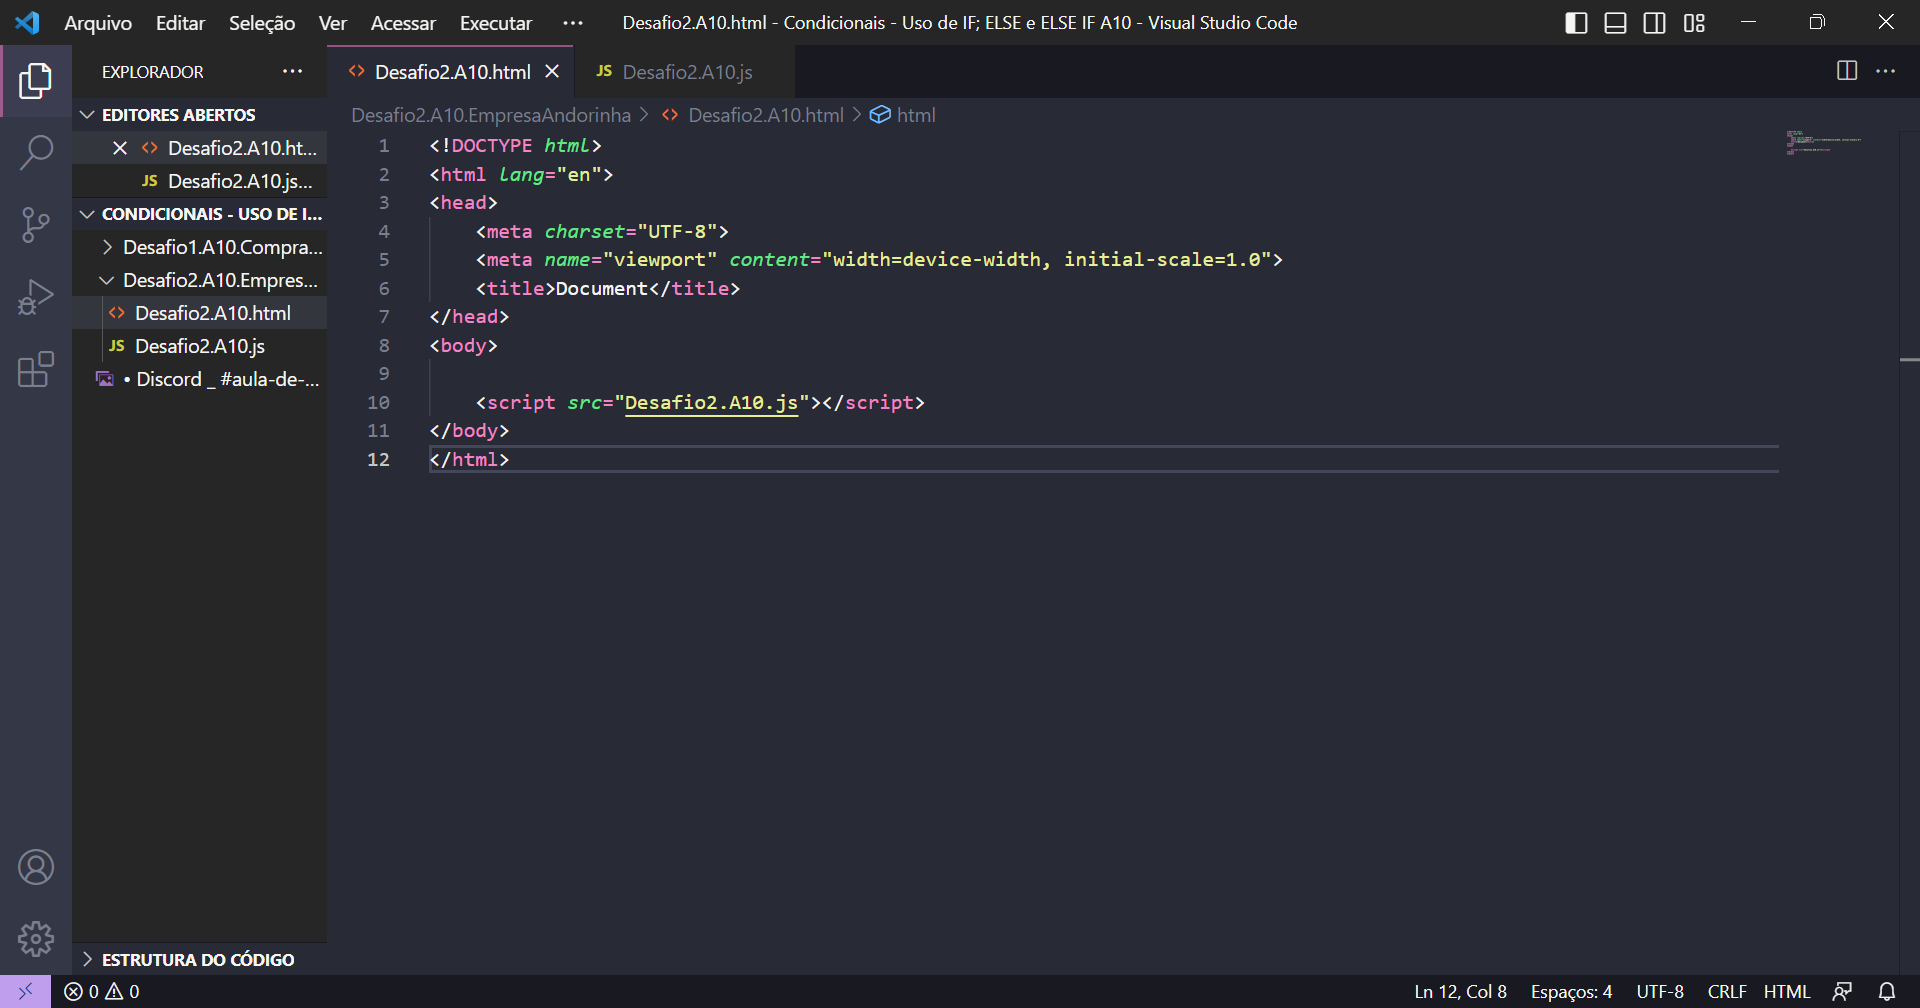 Arquivo Editar Seleção Ver Acessar Executar ··· Desafio2.A10.html - Condicionais - Uso de IF; ELSE e ELSE IF A10 - Visual Studio Code
EXPLORADOR ···
Desafio2.A10.html
JS Desafio2.A10.js
EDITORES ABERTOS
Desafio2.A10.ht...
JS Desafio2.A10.js...
CONDICIONAIS - USO DE I...
Desafio1.A10.Compra...
Desafio2.A10.Empres...
Desafio2.A10.html
JS Desafio2.A10.js
• Discord _ #aula-de-...
ESTRUTURA DO CÓDIGO
Desafio2.A10.EmpresaAndorinha > <> Desafio2.A10.html > html
1 <!DOCTYPE html>
2 <html lang="en">
3 <head>
4     <meta charset="UTF-8">
5     <meta name="viewport" content="width=device-width, initial-scale=1.0">
6     <title>Document</title>
7 </head>
8 <body>
9
10     <script src="Desafio2.A10.js"></script>
11 </body>
12 </html>
0 0 Ln 12, Col 8 Espaços: 4 UTF-8 CRLF HTML